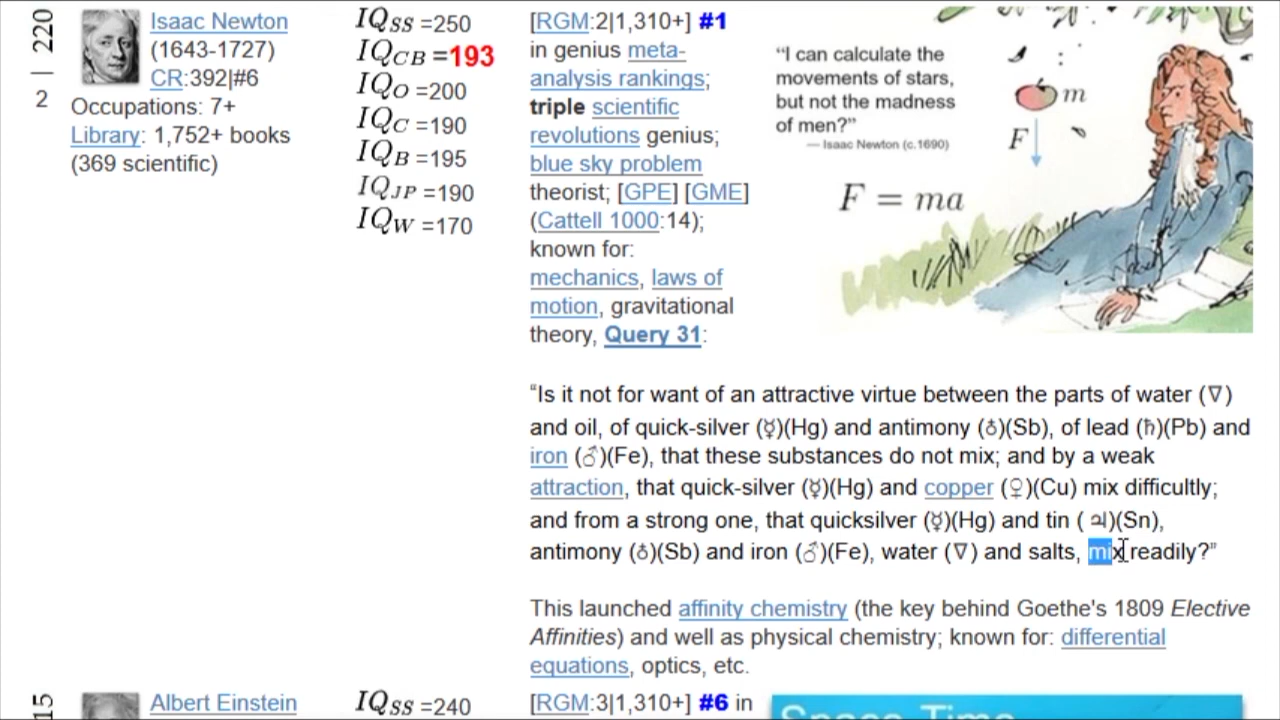 220
|
2
Isaac Newton
(1643-1727)
CR:392|#6
Occupations: 7+
Library: 1,752+ books
(369 scientific)
IQSS =250
IQCB =193
IQO =200
IQC =190
IQB =195
IQJP =190
IQW =170
[RGM:2|1,310+] #1
in genius meta-
analysis rankings;
triple scientific
revolutions genius;
blue sky problem
theorist; [GPE] [GME]
(Cattell 1000:14);
known for:
mechanics, laws of
motion, gravitational
theory, Query 31:
“I can calculate the
movements of stars,
but not the madness
of men?”
— Isaac Newton (c.1690)
m
F
F = ma
“Is it not for want of an attractive virtue between the parts of water (∇)
and oil, of quick-silver (☿)(Hg) and antimony (♁)(Sb), of lead (♄)(Pb) and
iron (♂)(Fe), that these substances do not mix; and by a weak
attraction, that quick-silver (☿)(Hg) and copper (♀)(Cu) mix difficultly;
and from a strong one, that quicksilver (☿)(Hg) and tin ( ♃)(Sn),
antimony (♁)(Sb) and iron (♂)(Fe), water (∇) and salts, mix readily?”
This launched affinity chemistry (the key behind Goethe's 1809 Elective
Affinities) and well as physical chemistry; known for: differential
equations, optics, etc.
15
Albert Einstein
IQSS =240
[RGM:3|1,310+] #6 in
Space Time